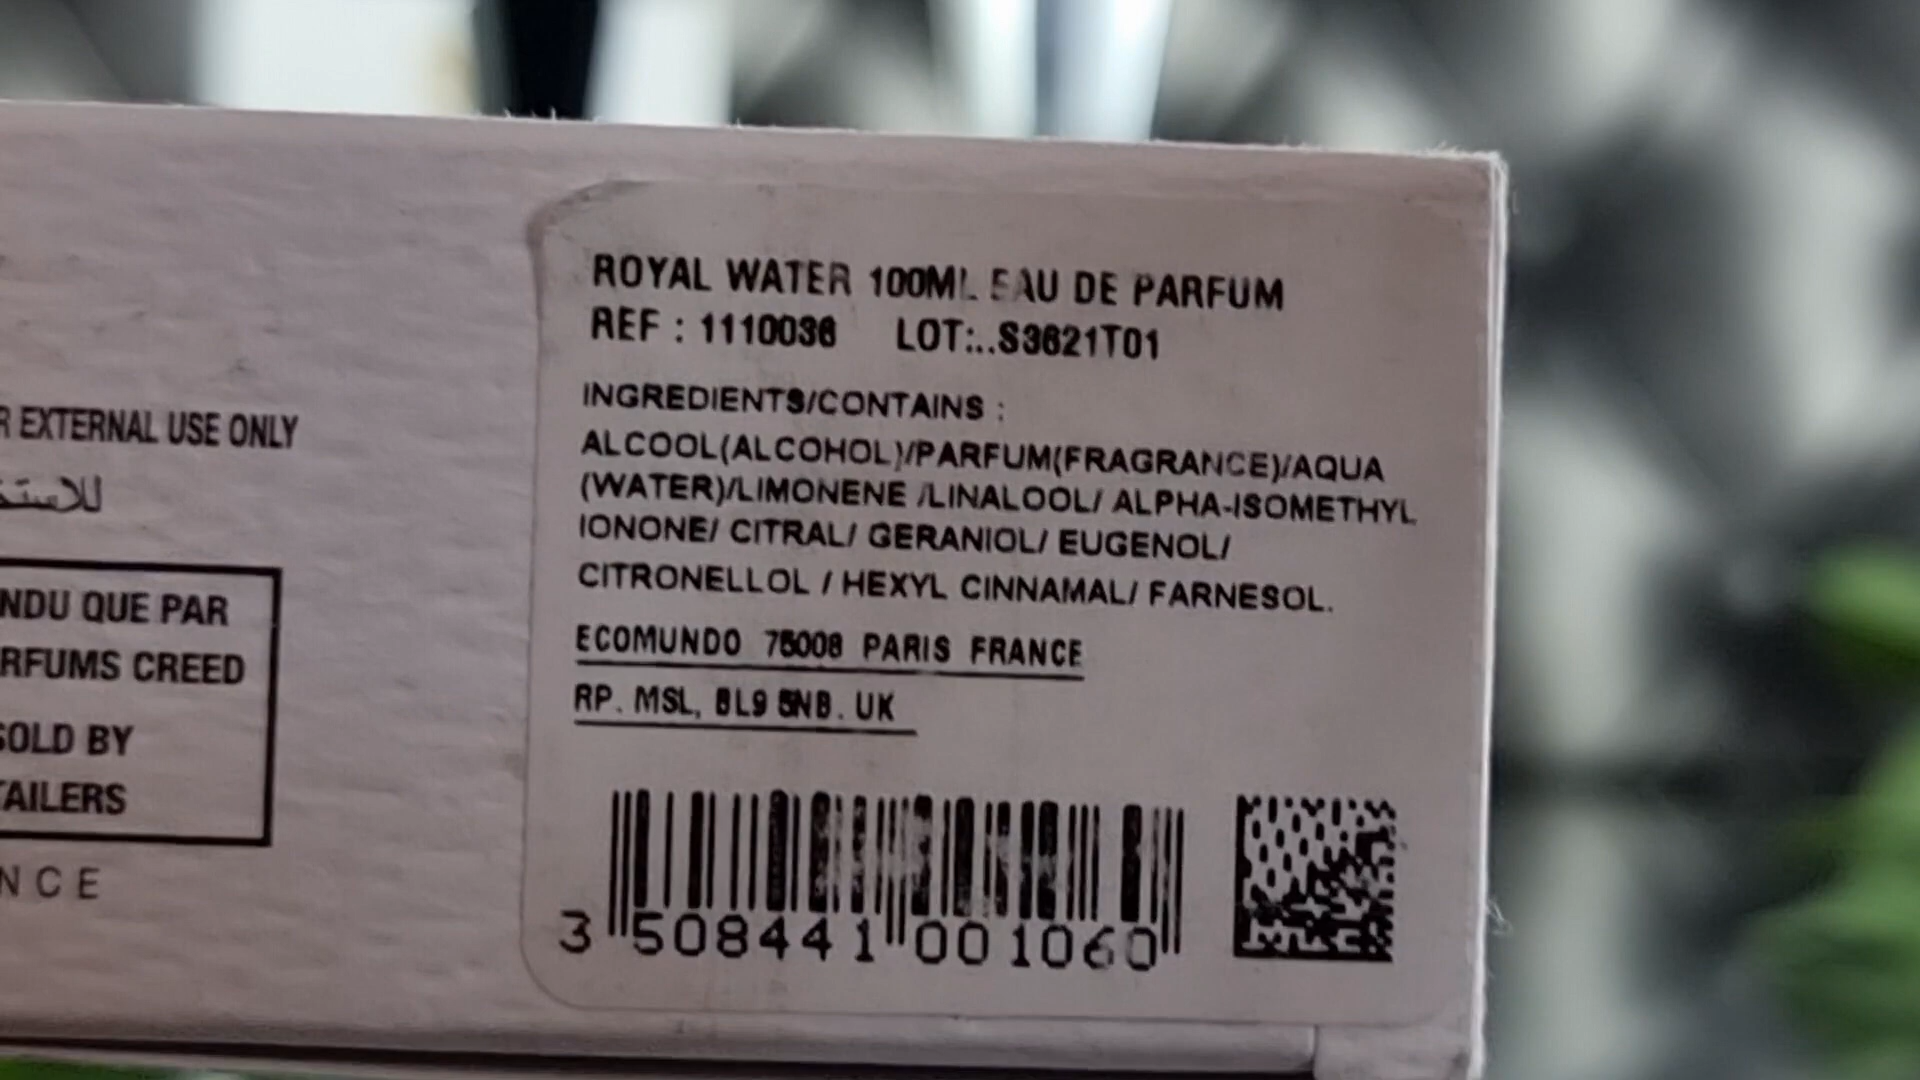 EXTERNAL USE ONLY
NDU QUE PAR
RFUMS CREED
SOLD BY
TAILERS
NCE
ROYAL WATER 100ML EAU DE PARFUM
REF : 1110036 LOT:..S3621T01
INGREDIENTS/CONTAINS :
ALCOOL(ALCOHOL)/PARFUM(FRAGRANCE)/AQUA
(WATER)/LIMONENE /LINALOOL/ ALPHA-ISOMETHYL
IONONE/ CITRAL/ GERANIOL/ EUGENOL/
CITRONELLOL / HEXYL CINNAMAL/ FARNESOL.
ECOMUNDO 75008 PARIS FRANCE
RP. MSL, BL9 5NB. UK
3 508441 001060